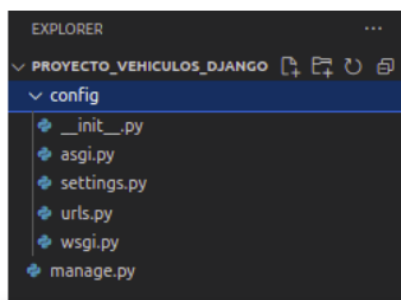 EXPLORER ...
PROYECTO_VEHICULOS_DJANGO
config
__init__.py
asgi.py
settings.py
urls.py
wsgi.py
manage.py